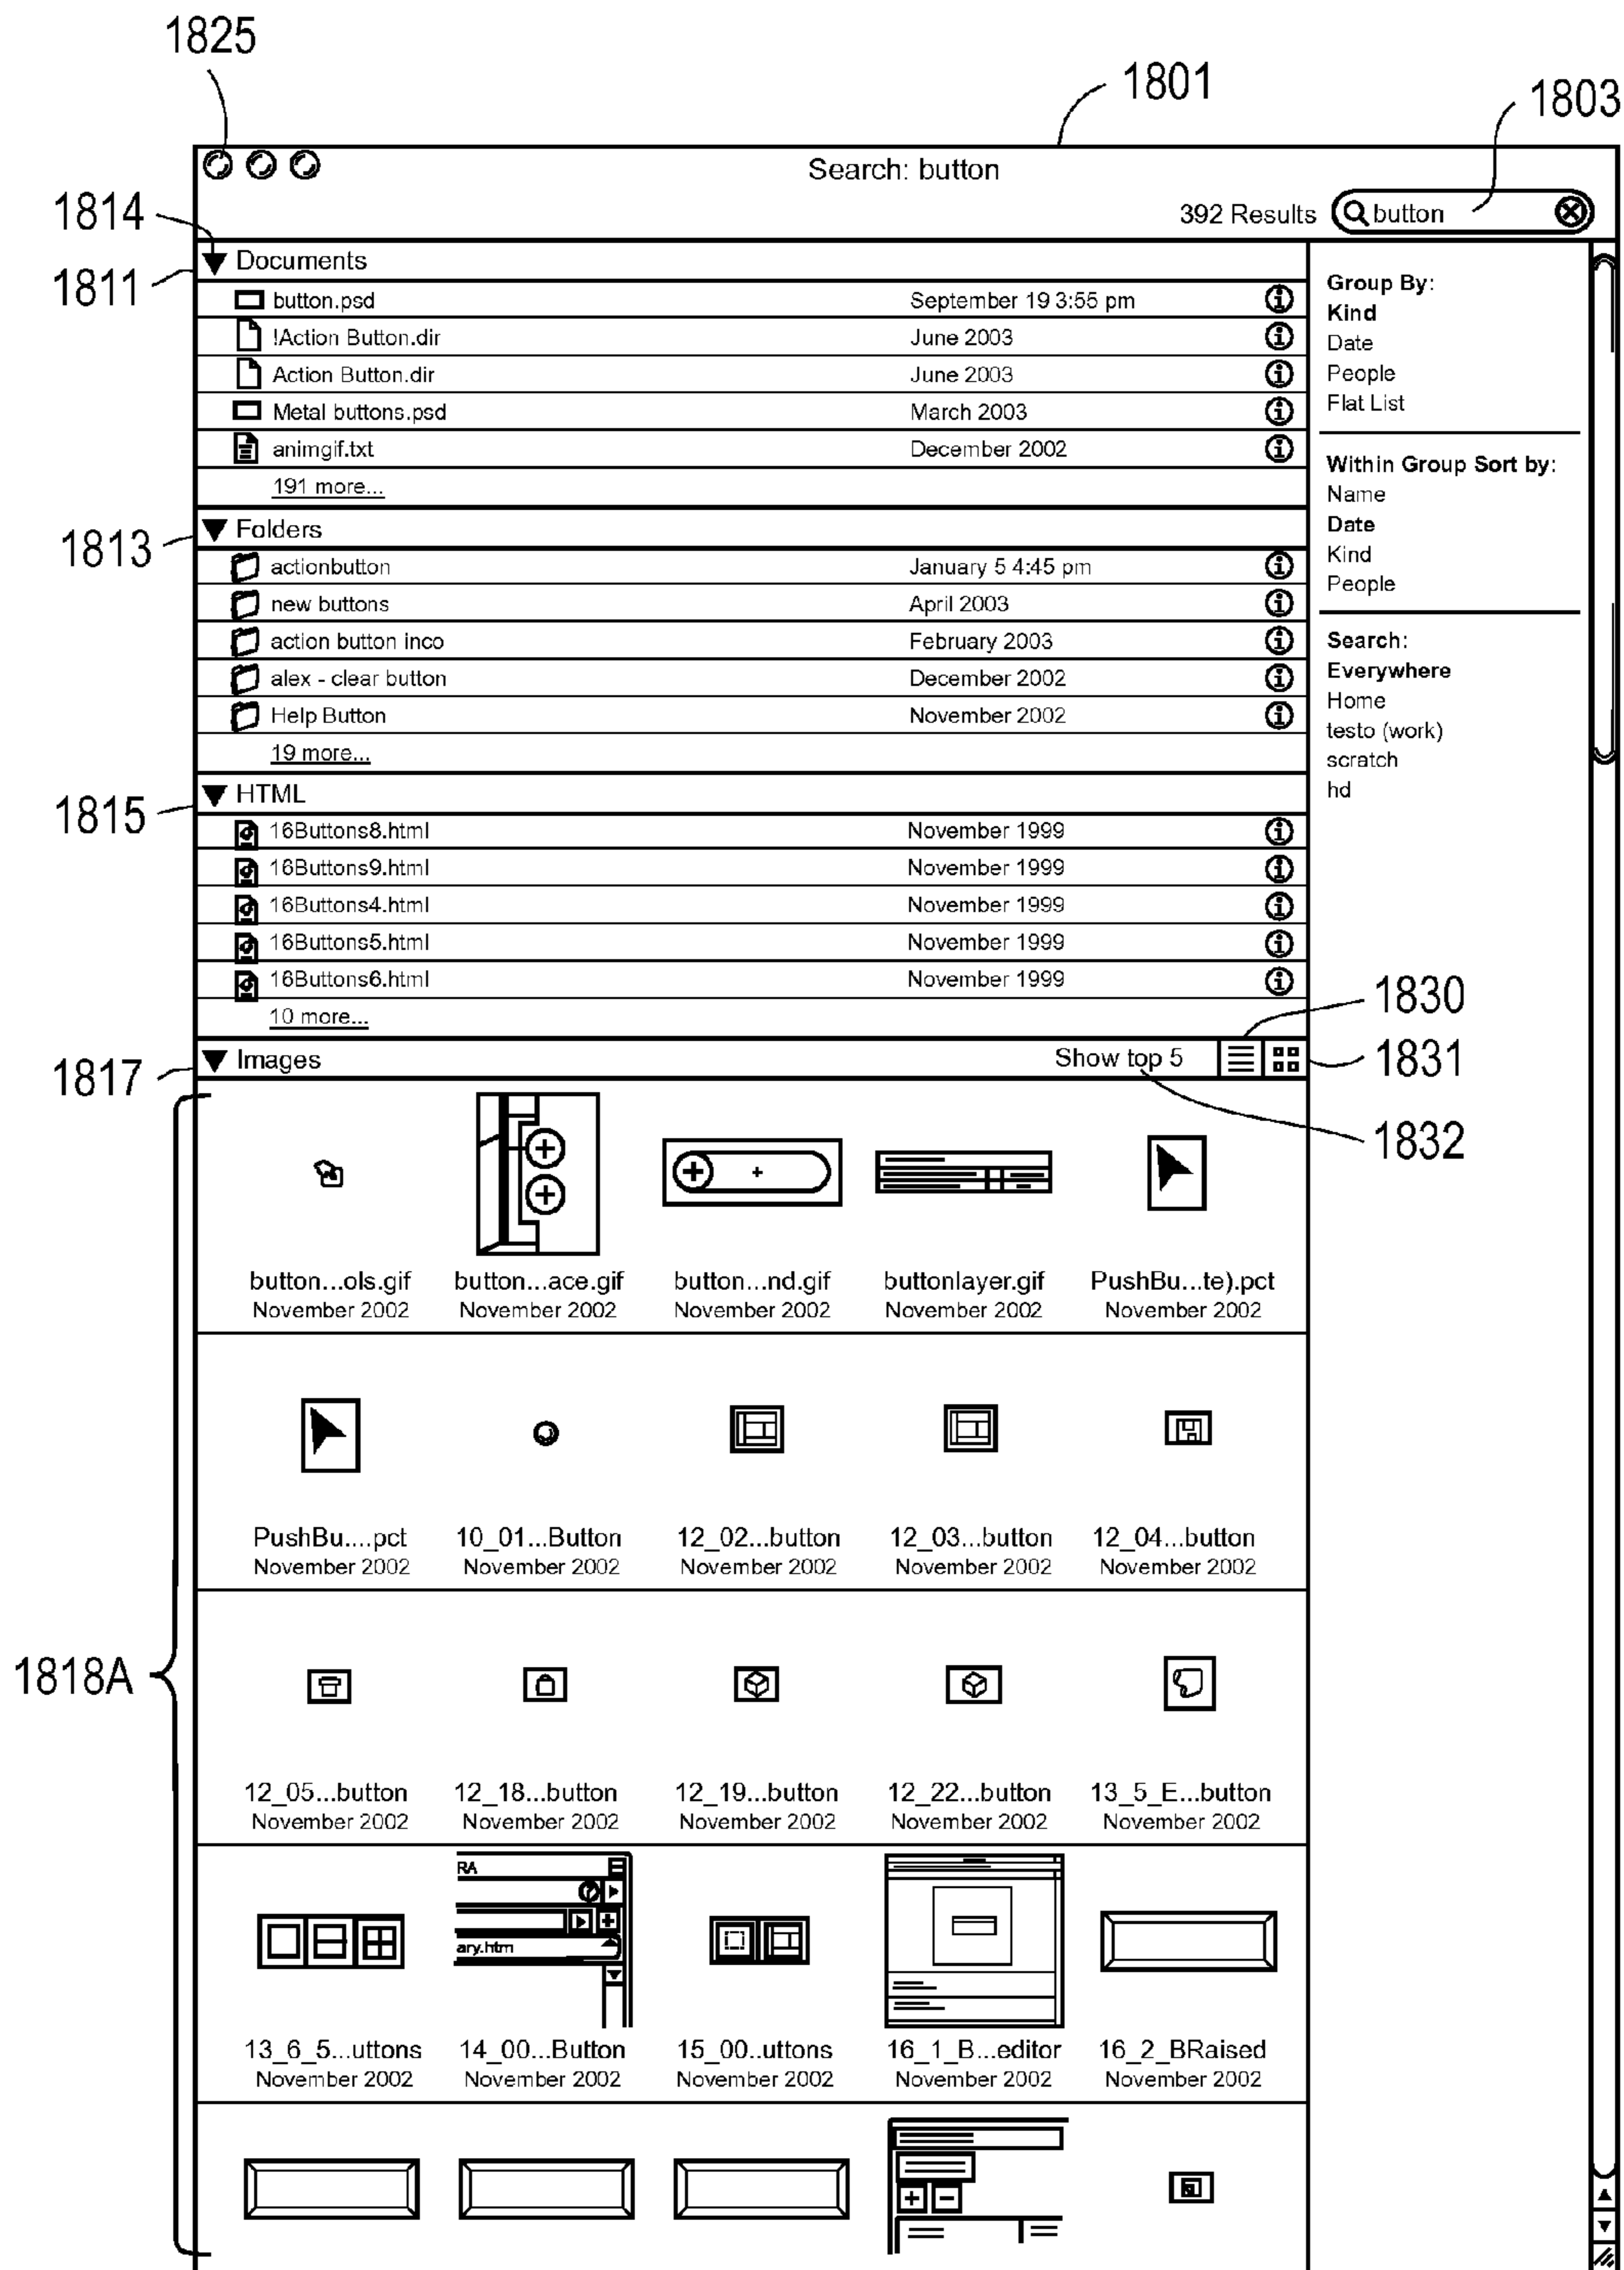 1825
1801
1803
Search: button
392 Results
button
1814
1811
Documents
button.psd September 19 3:55 pm
!Action Button.dir June 2003
Action Button.dir June 2003
Metal buttons.psd March 2003
animgif.txt December 2002
191 more...
1813
Folders
actionbutton January 5 4:45 pm
new buttons April 2003
action button inco February 2003
alex - clear button December 2002
Help Button November 2002
19 more...
1815
HTML
16Buttons8.html November 1999
16Buttons9.html November 1999
16Buttons4.html November 1999
16Buttons5.html November 1999
16Buttons6.html November 1999
10 more...
Group By:
Kind
Date
People
Flat List
Within Group Sort by:
Name
Date
Kind
People
Search:
Everywhere
Home
testo (work)
scratch
hd
1830
1831
1832
1817
Images Show top 5
1818A
button...ols.gif button...ace.gif button...nd.gif buttonlayer.gif PushBu...te).pct
November 2002 November 2002 November 2002 November 2002 November 2002
PushBu....pct 10_01...Button 12_02...button 12_03...button 12_04...button
November 2002 November 2002 November 2002 November 2002 November 2002
12_05...button 12_18...button 12_19...button 12_22...button 13_5_E...button
November 2002 November 2002 November 2002 November 2002 November 2002
RA
ary.htm
13_6_5...uttons 14_00...Button 15_00..uttons 16_1_B...editor 16_2_BRaised
November 2002 November 2002 November 2002 November 2002 November 2002